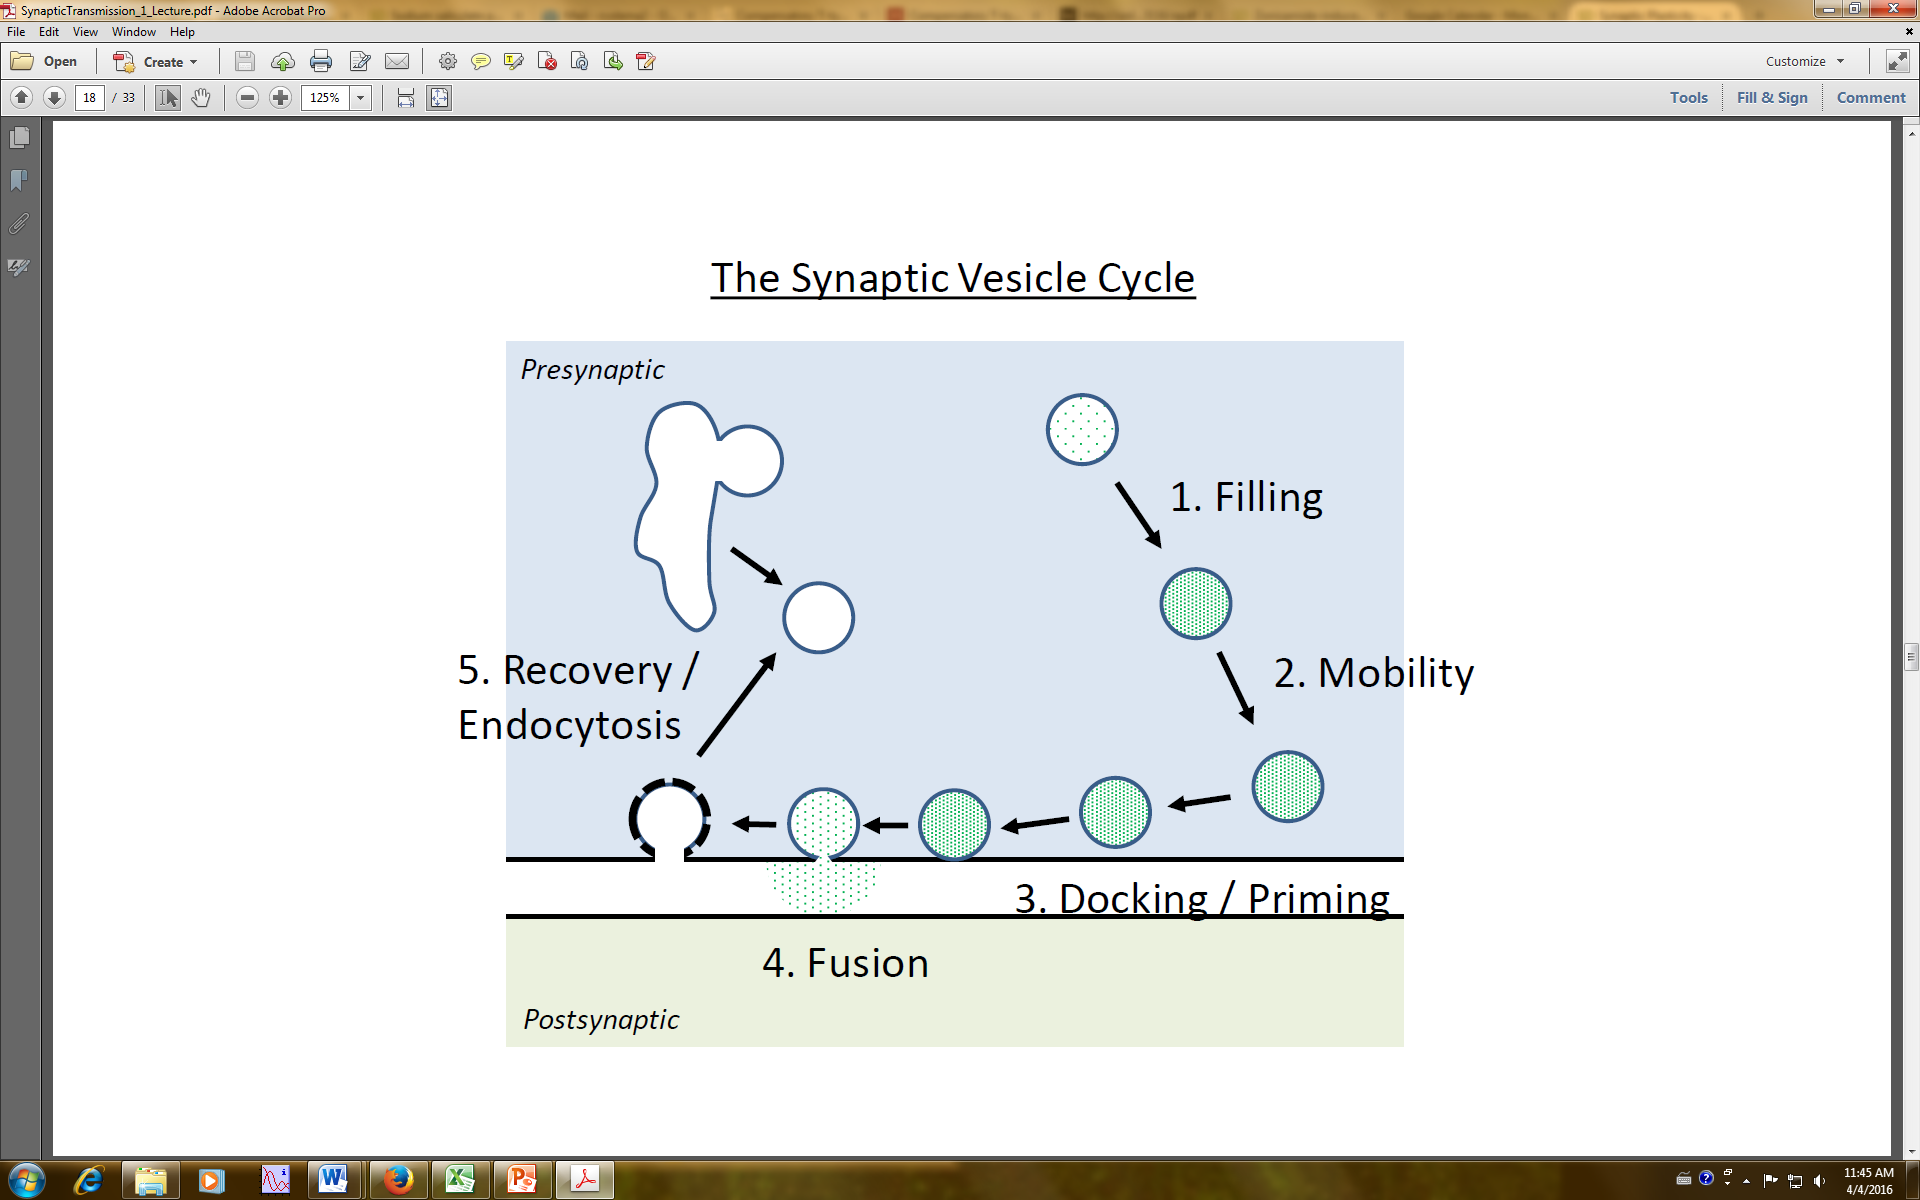 SynapticTransmission_1_Lecture.pdf - Adobe Acrobat Pro
File Edit View Window Help
Open Create Customize
18 / 33 125% Tools Fill & Sign Comment
The Synaptic Vesicle Cycle
Presynaptic
1. Filling
2. Mobility
5. Recovery /
Endocytosis
3. Docking / Priming
4. Fusion
Postsynaptic
11:45 AM
4/4/2016